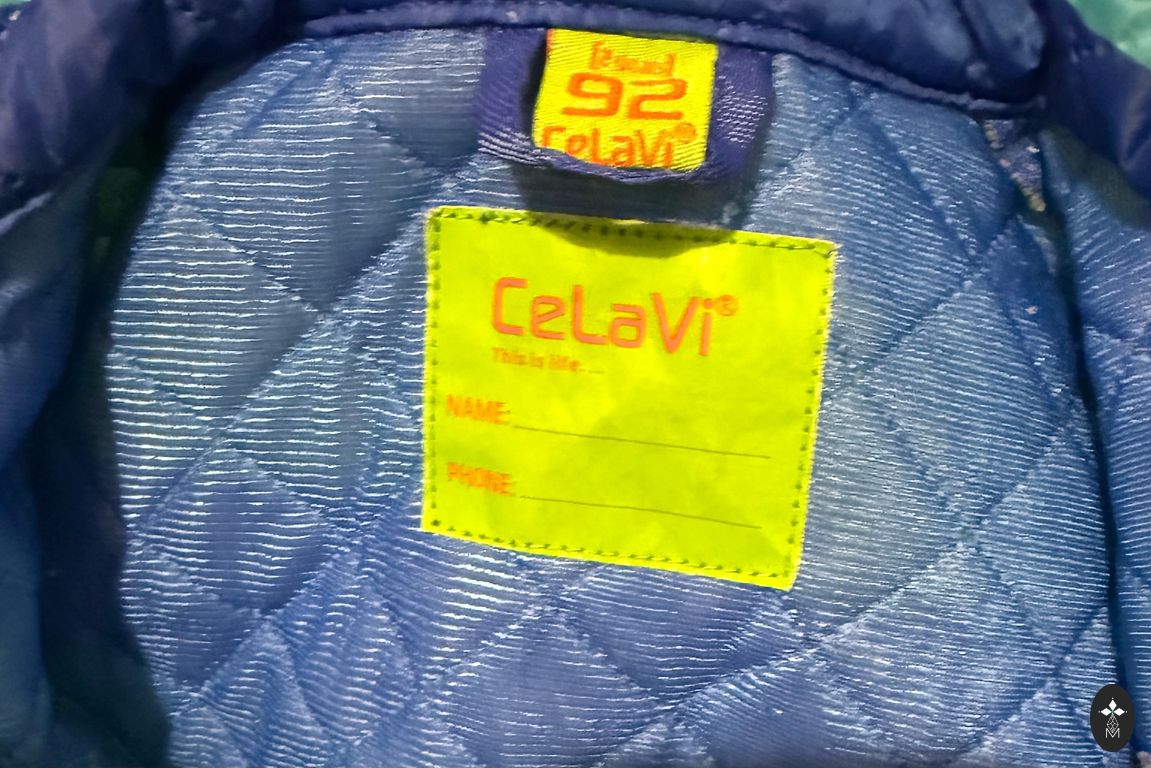 92
CeLaVi®
CeLaVi®
This is life...
NAME:
PHONE:
M